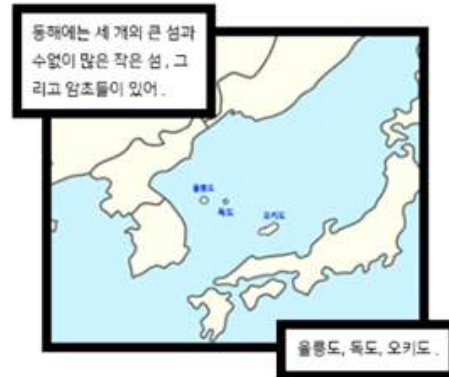 동해에는 세 개의 큰 섬과
수없이 많은 작은 섬, 그
리고 암초들이 있어.
울릉도
독도
오키도
울릉도, 독도, 오키도.